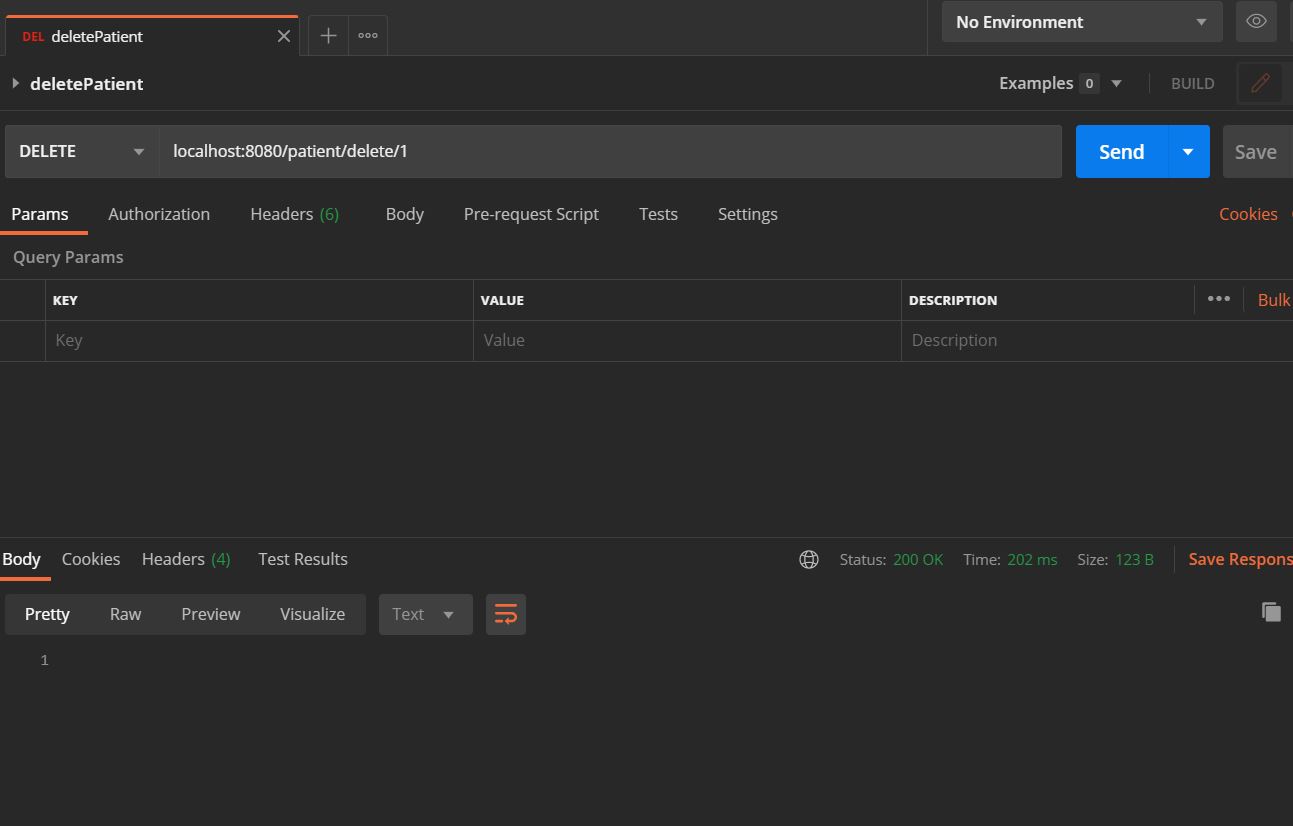 DEL deletePatient No Environment
deletePatient Examples 0 BUILD
DELETE localhost:8080/patient/delete/1 Send Save
Params Authorization Headers (6) Body Pre-request Script Tests Settings Cookies
Query Params
KEY VALUE DESCRIPTION Bulk
Key Value Description
Body Cookies Headers (4) Test Results Status: 200 OK Time: 202 ms Size: 123 B Save Respons
Pretty Raw Preview Visualize Text
1